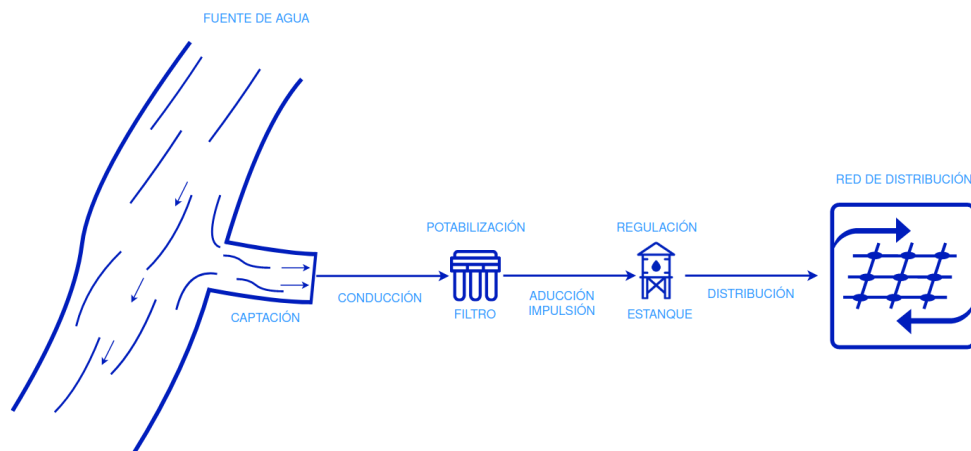 FUENTE DE AGUA
CAPTACIÓN
CONDUCCIÓN
POTABILIZACIÓN
FILTRO
ADUCCIÓN
IMPULSIÓN
REGULACIÓN
ESTANQUE
DISTRIBUCIÓN
RED DE DISTRIBUCIÓN